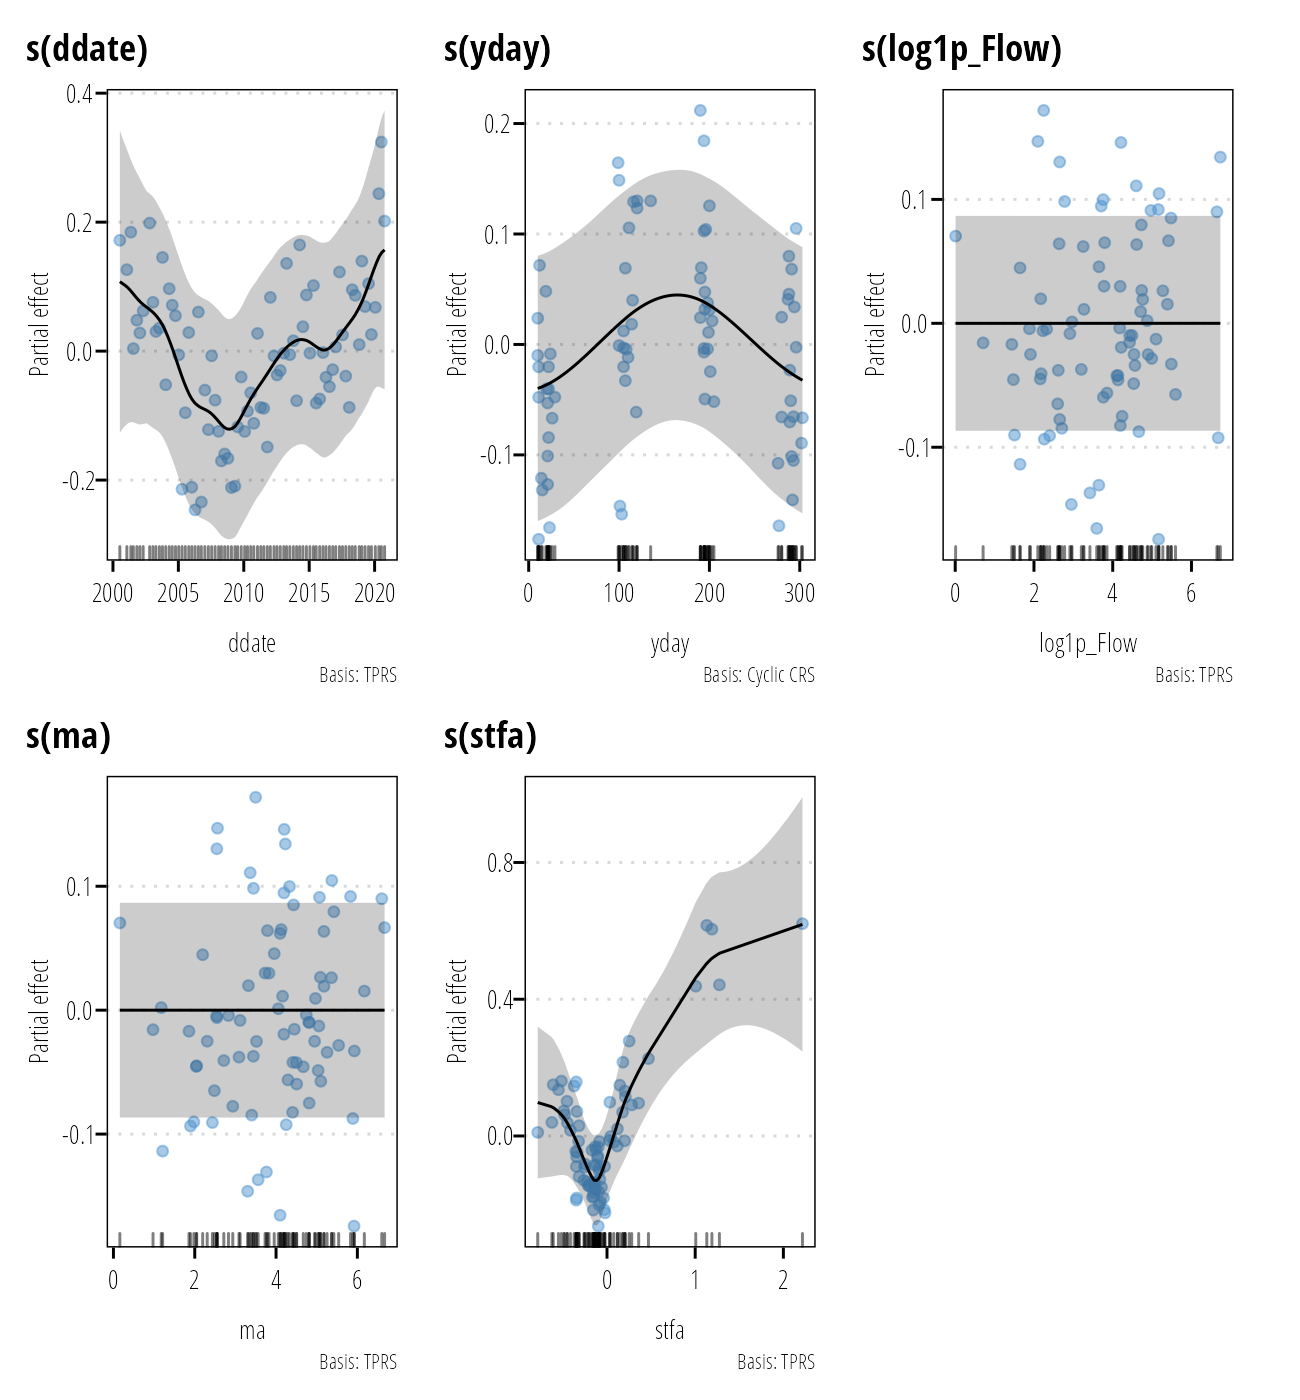 s(ddate) s(yday) s(log1p_Flow)
Partial effect
0.4
0.2
0.0
-0.2
2000 2005 2010 2015 2020
ddate
Basis: TPRS
Partial effect
0.2
0.1
0.0
-0.1
0 100 200 300
yday
Basis: Cyclic CRS
Partial effect
0.1
0.0
-0.1
0 2 4 6
log1p_Flow
Basis: TPRS
s(ma) s(stfa)
Partial effect
0.1
0.0
-0.1
0 2 4 6
ma
Basis: TPRS
Partial effect
0.8
0.4
0.0
0 1 2
stfa
Basis: TPRS